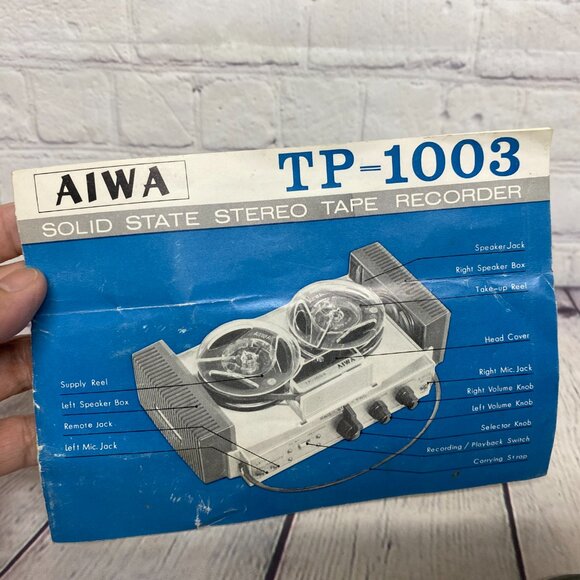 AIWA
TP-1003
SOLID STATE STEREO TAPE RECORDER
Speaker Jack
Right Speaker Box
Take-up Reel
Head Cover
Right Mic. Jack
Right Volume Knob
Left Volume Knob
Selector Knob
Recording / Playback Switch
Carrying Strap
Supply Reel
Left Speaker Box
Remote Jack
Left Mic. Jack
AIWA